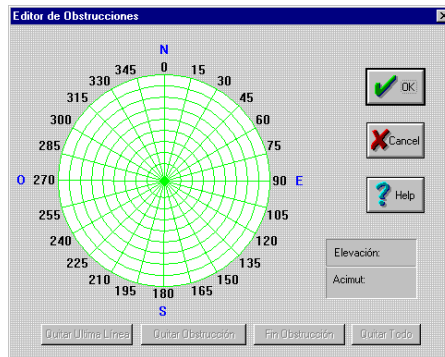 Editor de Obstrucciones
N
345 0 15
330 30
315 45
300 60
285 75
O 270 90 E
255 105
240 120
225 135
210 150
195 180 165
S
OK
Cancel
Help
Elevación:
Acimut:
Quitar Ultima Línea Quitar Obstrucción Fin Obstrucción Quitar Todo